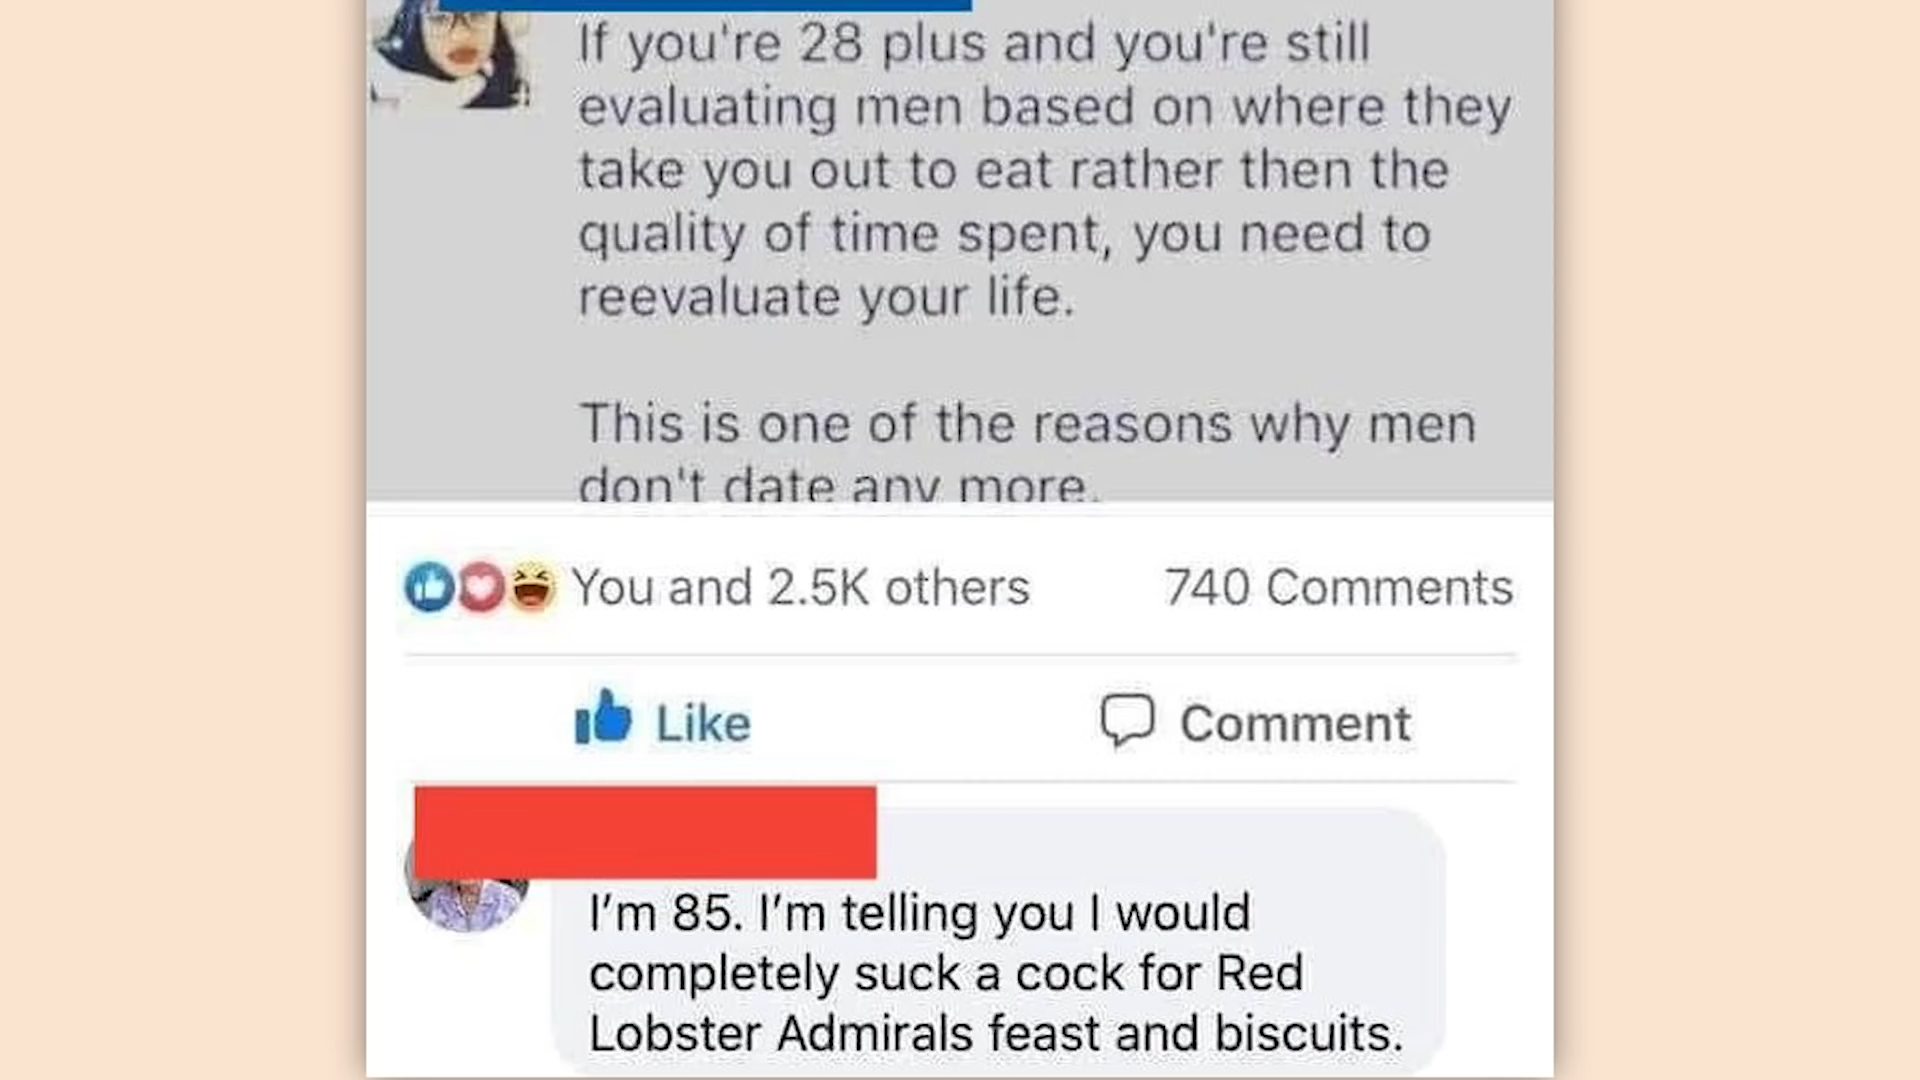 If you're 28 plus and you're still
evaluating men based on where they
take you out to eat rather then the
quality of time spent, you need to
reevaluate your life.
This is one of the reasons why men
don't date any more.
You and 2.5K others 740 Comments
Like Comment
I'm 85. I'm telling you I would
completely suck a cock for Red
Lobster Admirals feast and biscuits.